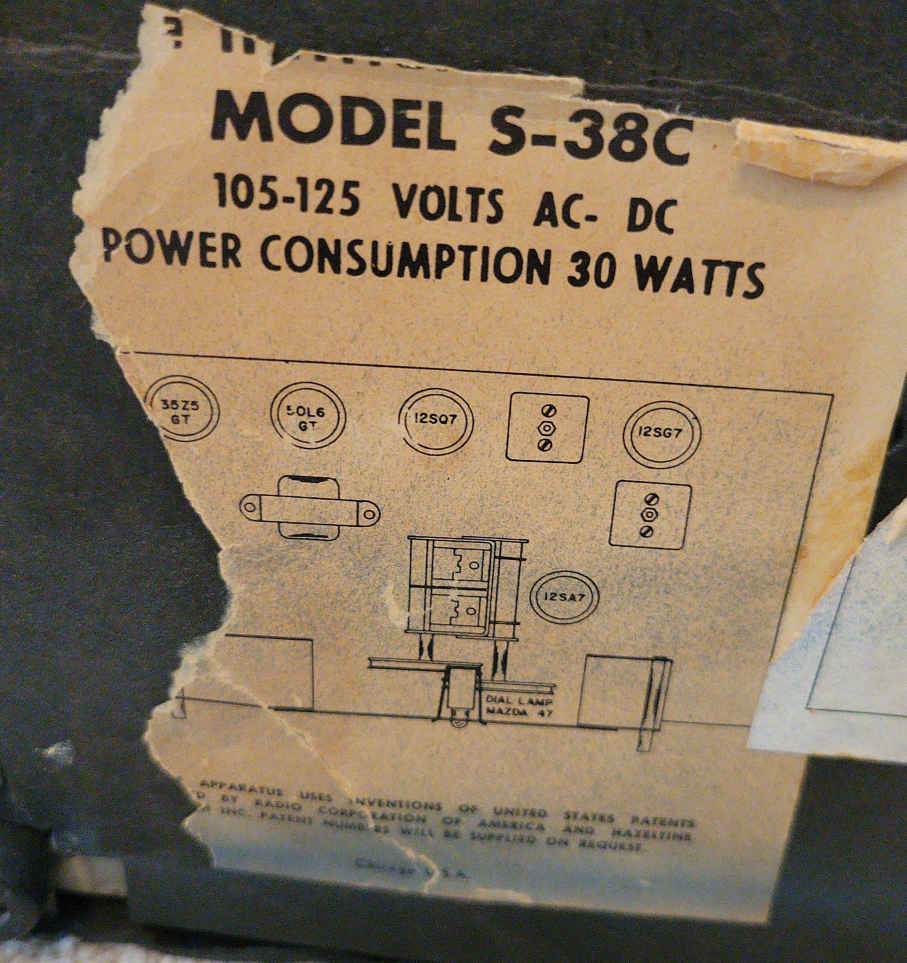 MODEL S-38C
105-125 VOLTS AC- DC
POWER CONSUMPTION 30 WATTS
35Z5
GT
50L6
GT
12SQ7
12SG7
12SA7
DIAL LAMP
MAZDA 47
APPARATUS USES INVENTIONS OF UNITED STATES PATENTS
D BY RADIO CORPORATION OF AMERICA AND HAZELTINE
INC. PATENT NUMBERS WILL BE SUPPLIED ON REQUEST.
Chicago U.S.A.